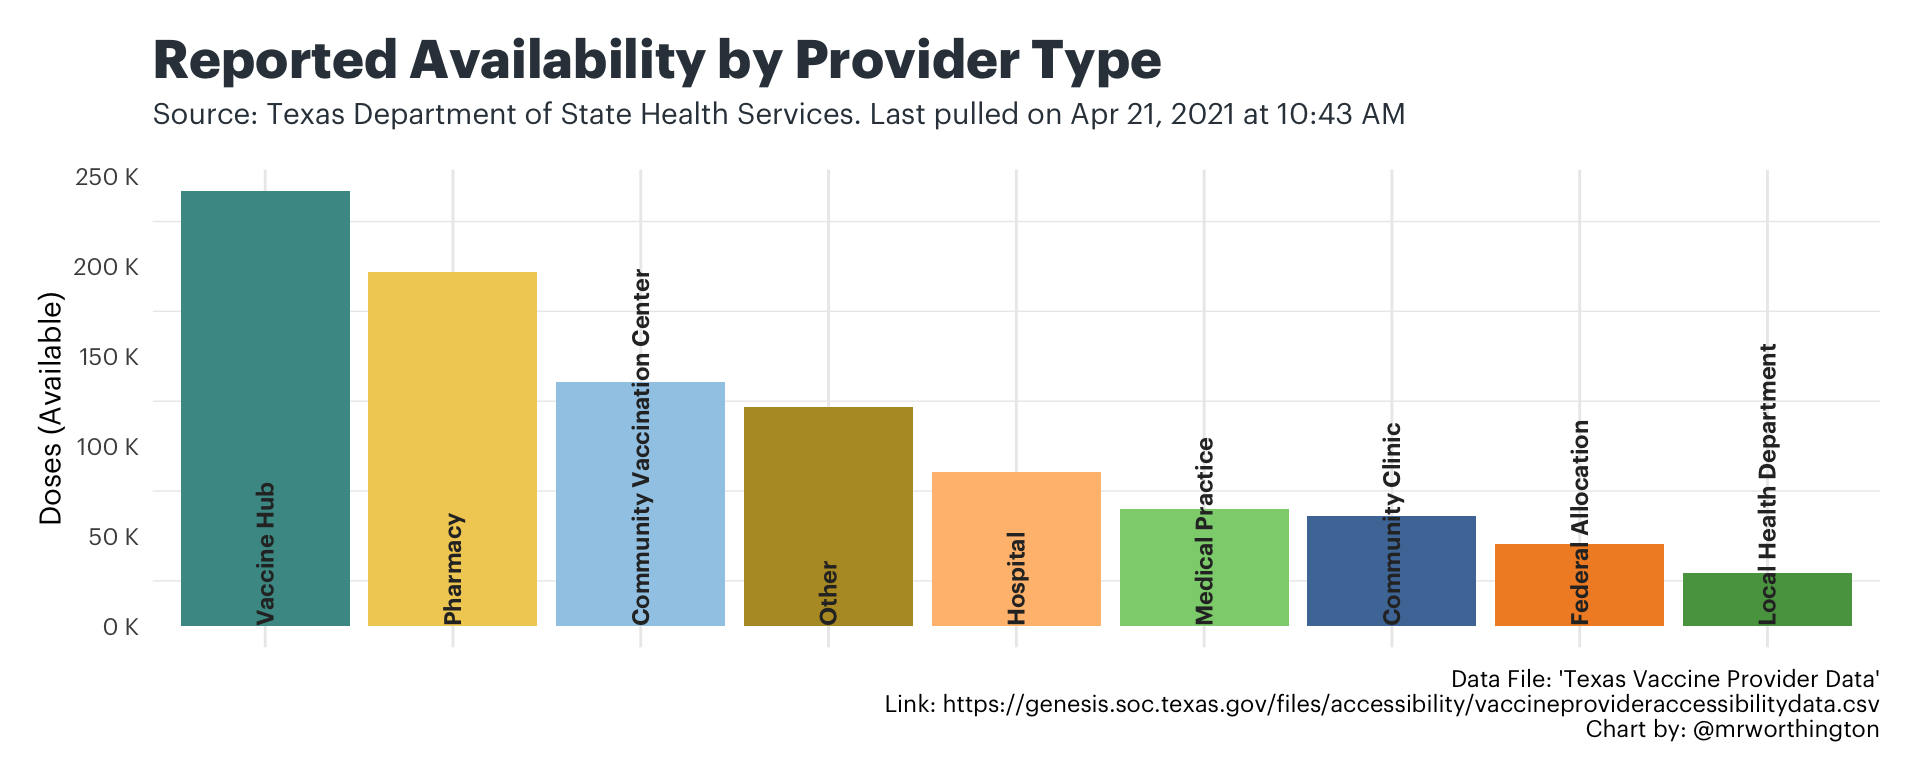 Reported Availability by Provider Type
Source: Texas Department of State Health Services. Last pulled on Apr 21, 2021 at 10:43 AM
Doses (Available)
250 K
200 K
150 K
100 K
50 K
0 K
Vaccine Hub
Pharmacy
Community Vaccination Center
Other
Hospital
Medical Practice
Community Clinic
Federal Allocation
Local Health Department
Data File: 'Texas Vaccine Provider Data'
Link: https://genesis.soc.texas.gov/files/accessibility/vaccineprovideraccessibilitydata.csv
Chart by: @mrworthington